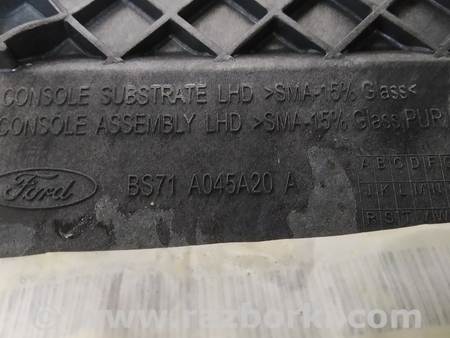 CONSOLE SUBSTRATE LHD >SMA-15% Glass<
CONSOLE ASSEMBLY LHD >SMA-15% Glass,PUR
Ford
BS71 A045A20 A
A B C D E F G
J K L M N
R S T V W
www.razborka.com